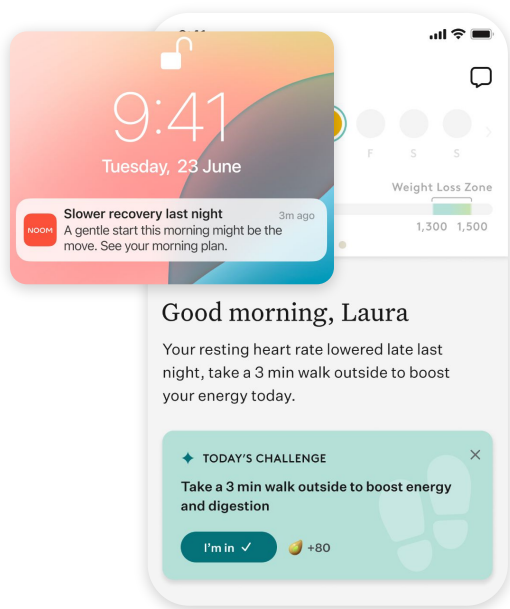 9:41
Tuesday, 23 June
NOOM
Slower recovery last night
3m ago
A gentle start this morning might be the
move. See your morning plan.
F S S
Weight Loss Zone
1,300 1,500
Good morning, Laura
Your resting heart rate lowered late last
night, take a 3 min walk outside to boost
your energy today.
TODAY'S CHALLENGE
Take a 3 min walk outside to boost energy
and digestion
I'm in ✓
+80